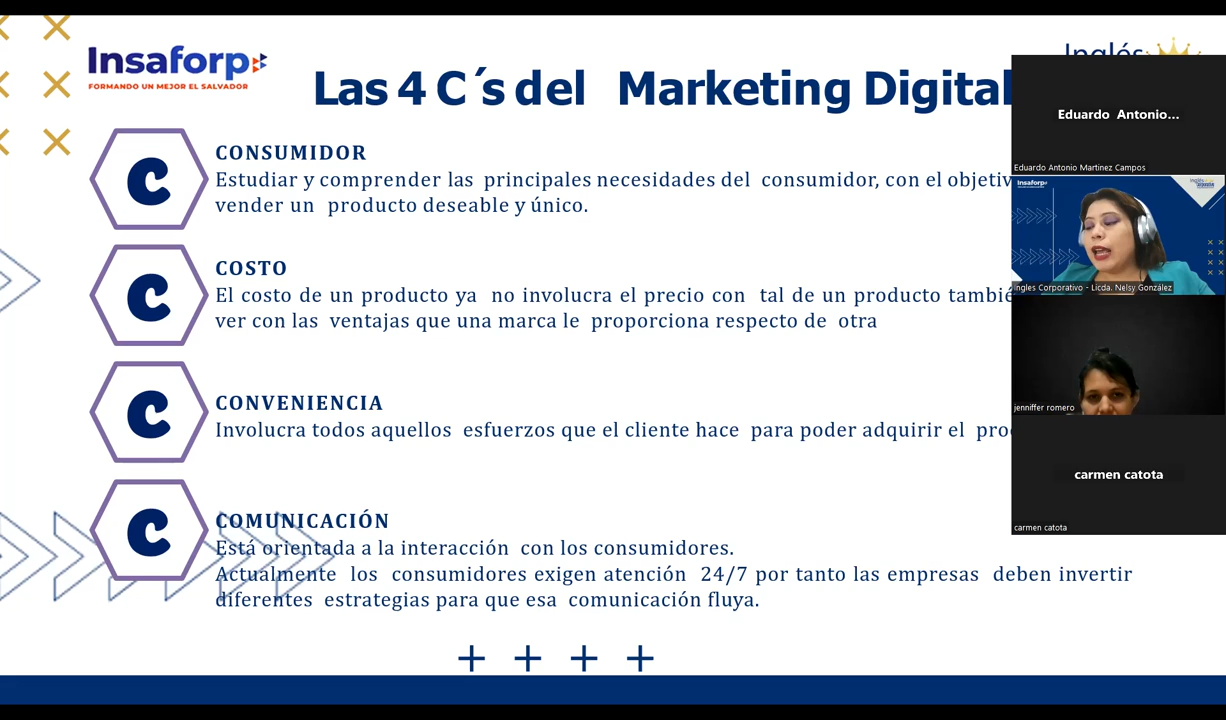 Insaforp
FORMANDO UN MEJOR EL SALVADOR
Inglés
Las 4 C´s del Marketing Digital
C
CONSUMIDOR
Estudiar y comprender las principales necesidades del consumidor, con el objetiv
vender un producto deseable y único.
C
COSTO
El costo de un producto ya no involucra el precio con tal de un producto tambié
ver con las ventajas que una marca le proporciona respecto de otra
C
CONVENIENCIA
Involucra todos aquellos esfuerzos que el cliente hace para poder adquirir el pro
C
COMUNICACIÓN
Está orientada a la interacción con los consumidores.
Actualmente los consumidores exigen atención 24/7 por tanto las empresas deben invertir
diferentes estrategias para que esa comunicación fluya.
Eduardo Antonio...
Eduardo Antonio Martinez Campos
Insaforp
Inglés
Ingles Corporativo - Licda. Nelsy González
jenniffer romero
carmen catota
carmen catota